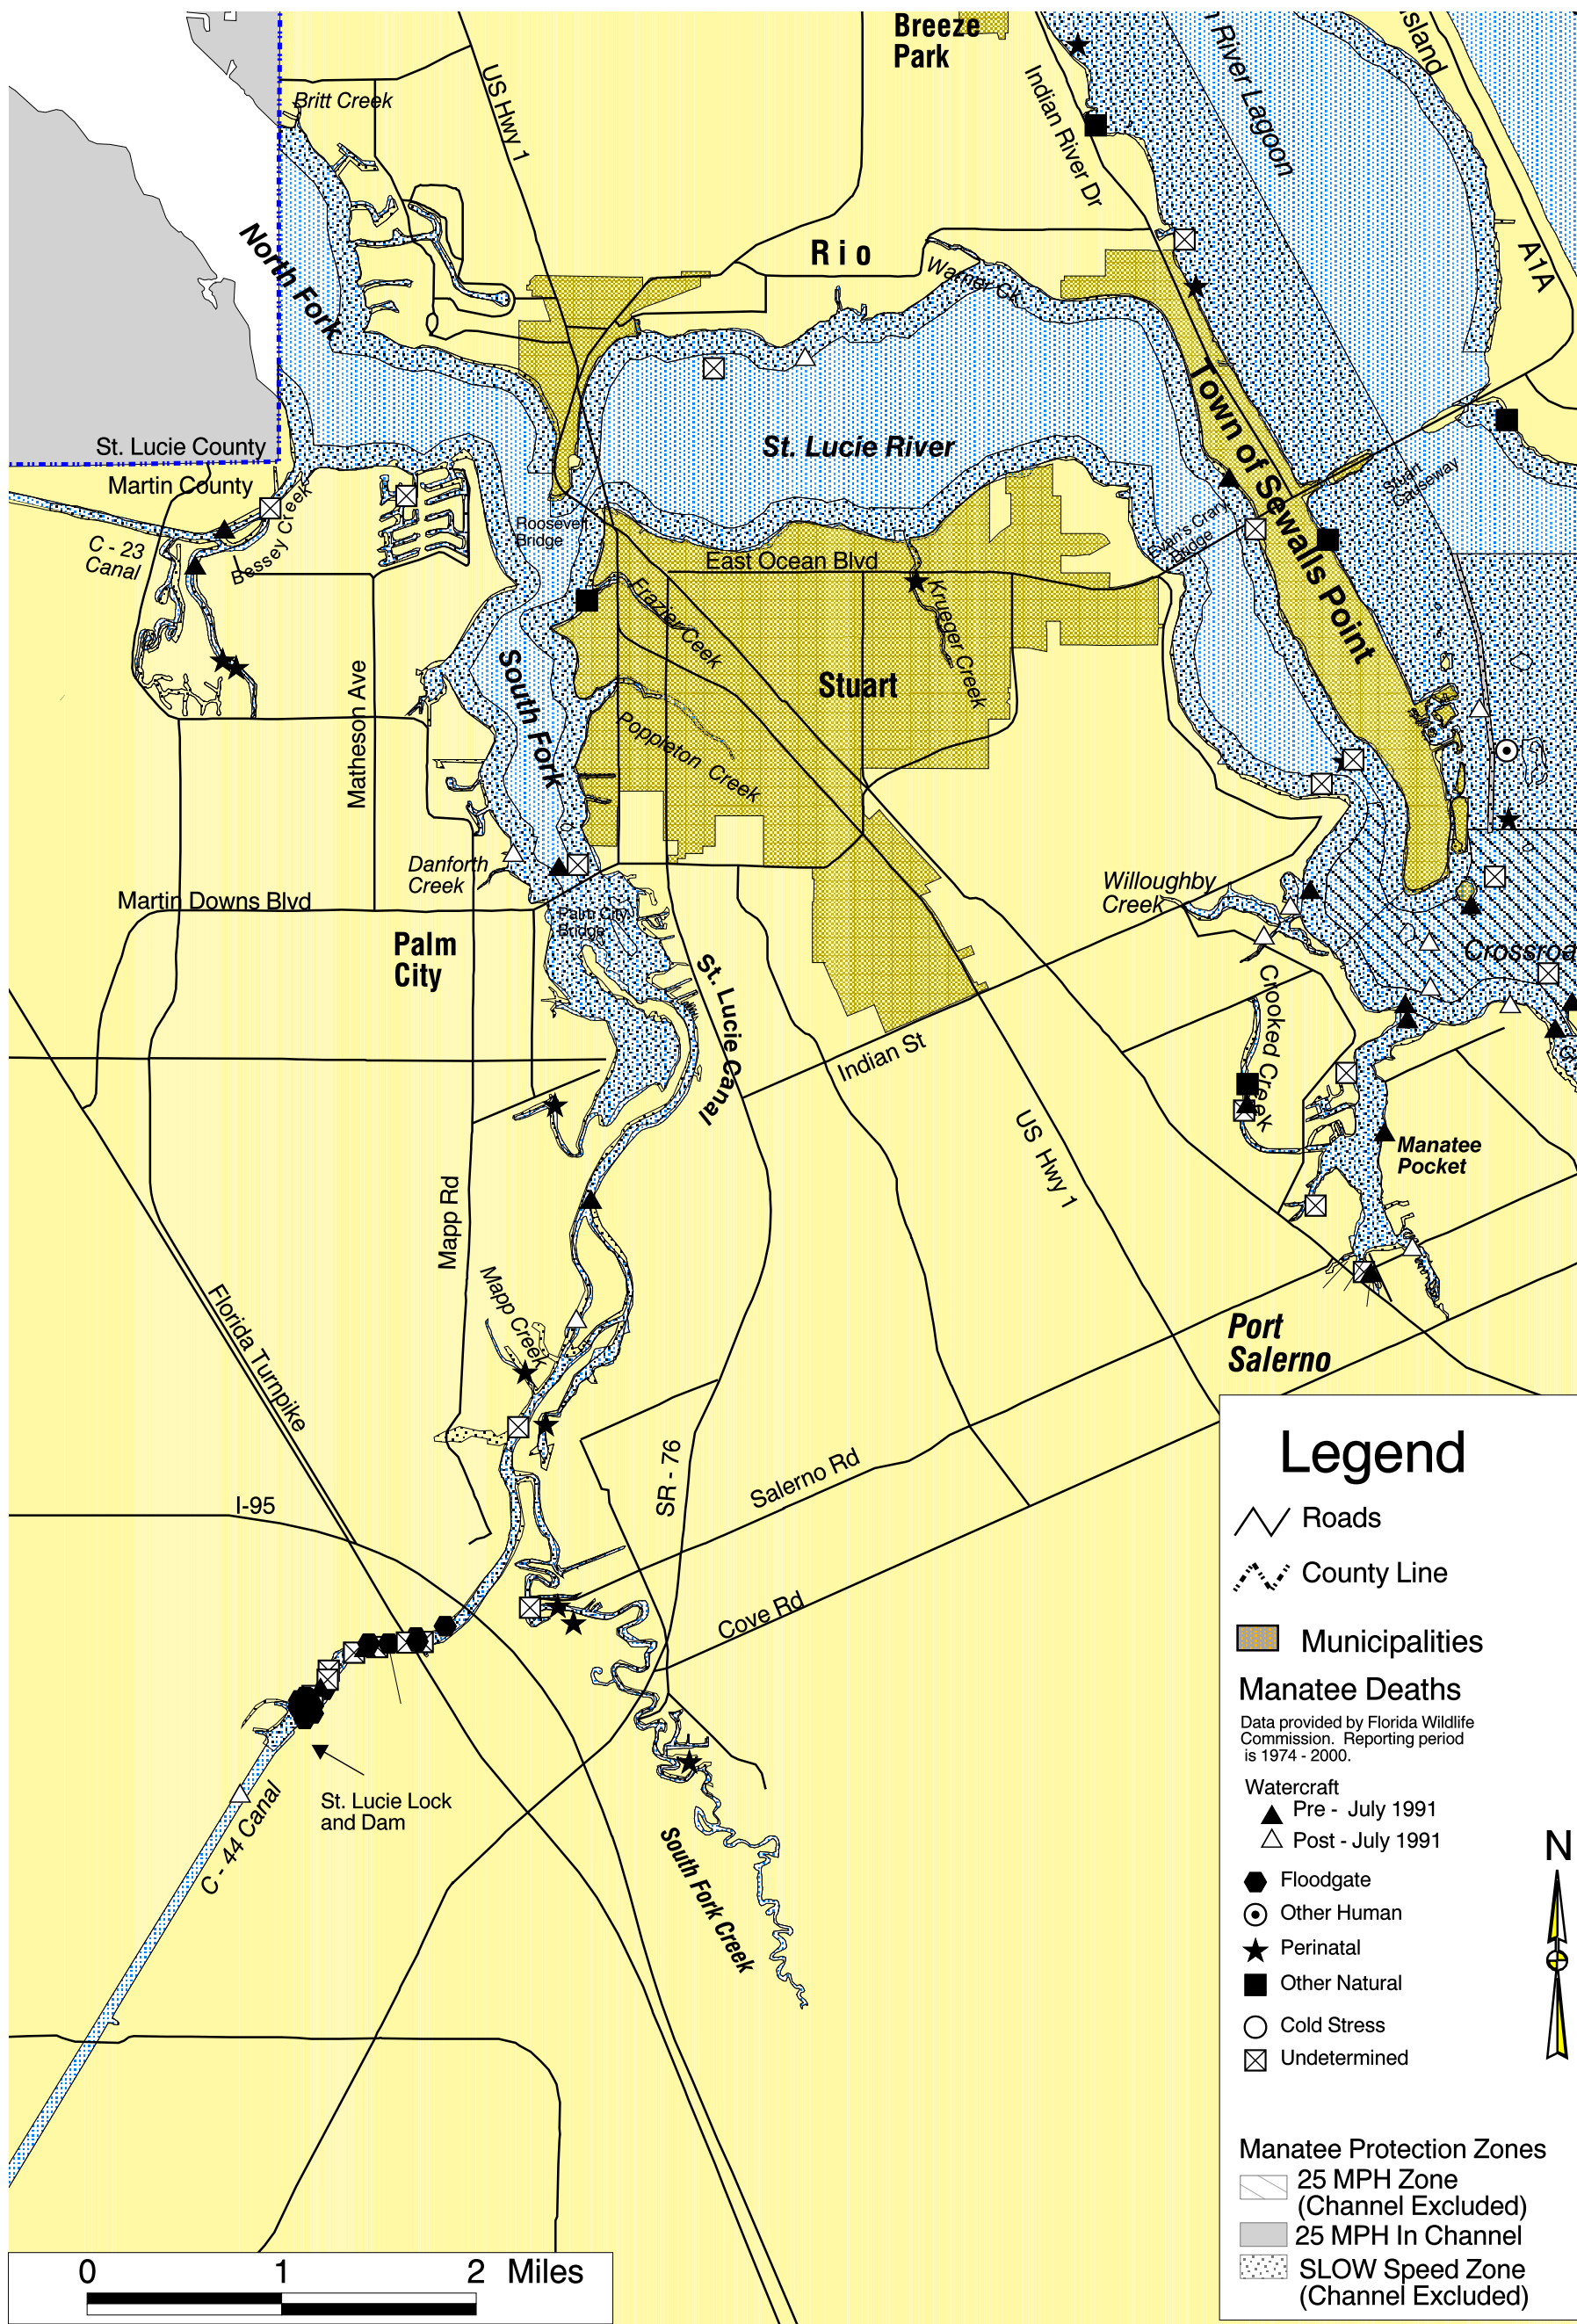 Breeze
Park
Island
n River Lagoon
US Hwy 1
Indian River Dr
Britt Creek
A1A
North Fork
Rio
Warner Ck.
Town of Sewalls Point
St. Lucie River
St. Lucie County
Martin County
Stuart
Causeway
Bessey Creek
C - 23
Canal
Roosevelt
Bridge
Evan's Crary
Bridge
East Ocean Blvd
Frazier Creek
Krueger Creek
South Fork
Stuart
Matheson Ave
Poppleton Creek
Danforth
Creek
Martin Downs Blvd
Palm City
Bridge
Willoughby
Creek
Palm
City
Crossroa
St. Lucie Canal
Crooked Creek
Indian St
US Hwy 1
Manatee
Pocket
Mapp Rd
Mapp Creek
Florida Turnpike
Port
Salerno
SR - 76
Salerno Rd
I-95
Cove Rd
St. Lucie Lock
and Dam
C - 44 Canal
South Fork Creek
Legend
Roads
County Line
Municipalities
Manatee Deaths
Data provided by Florida Wildlife
Commission. Reporting period
is 1974 - 2000.
Watercraft
Pre - July 1991
Post - July 1991
Floodgate
Other Human
Perinatal
Other Natural
Cold Stress
Undetermined
N
Manatee Protection Zones
25 MPH Zone
(Channel Excluded)
25 MPH In Channel
SLOW Speed Zone
(Channel Excluded)
0 1 2 Miles